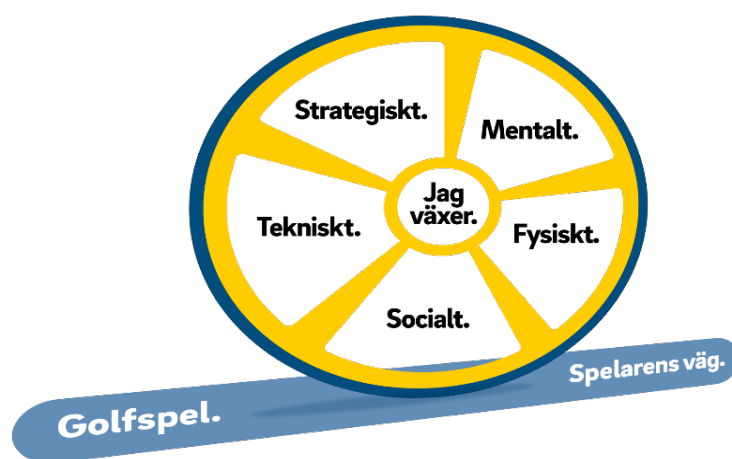 Strategiskt.
Mentalt.
Jag
växer.
Tekniskt.
Fysiskt.
Socialt.
Spelarens väg.
Golfspel.